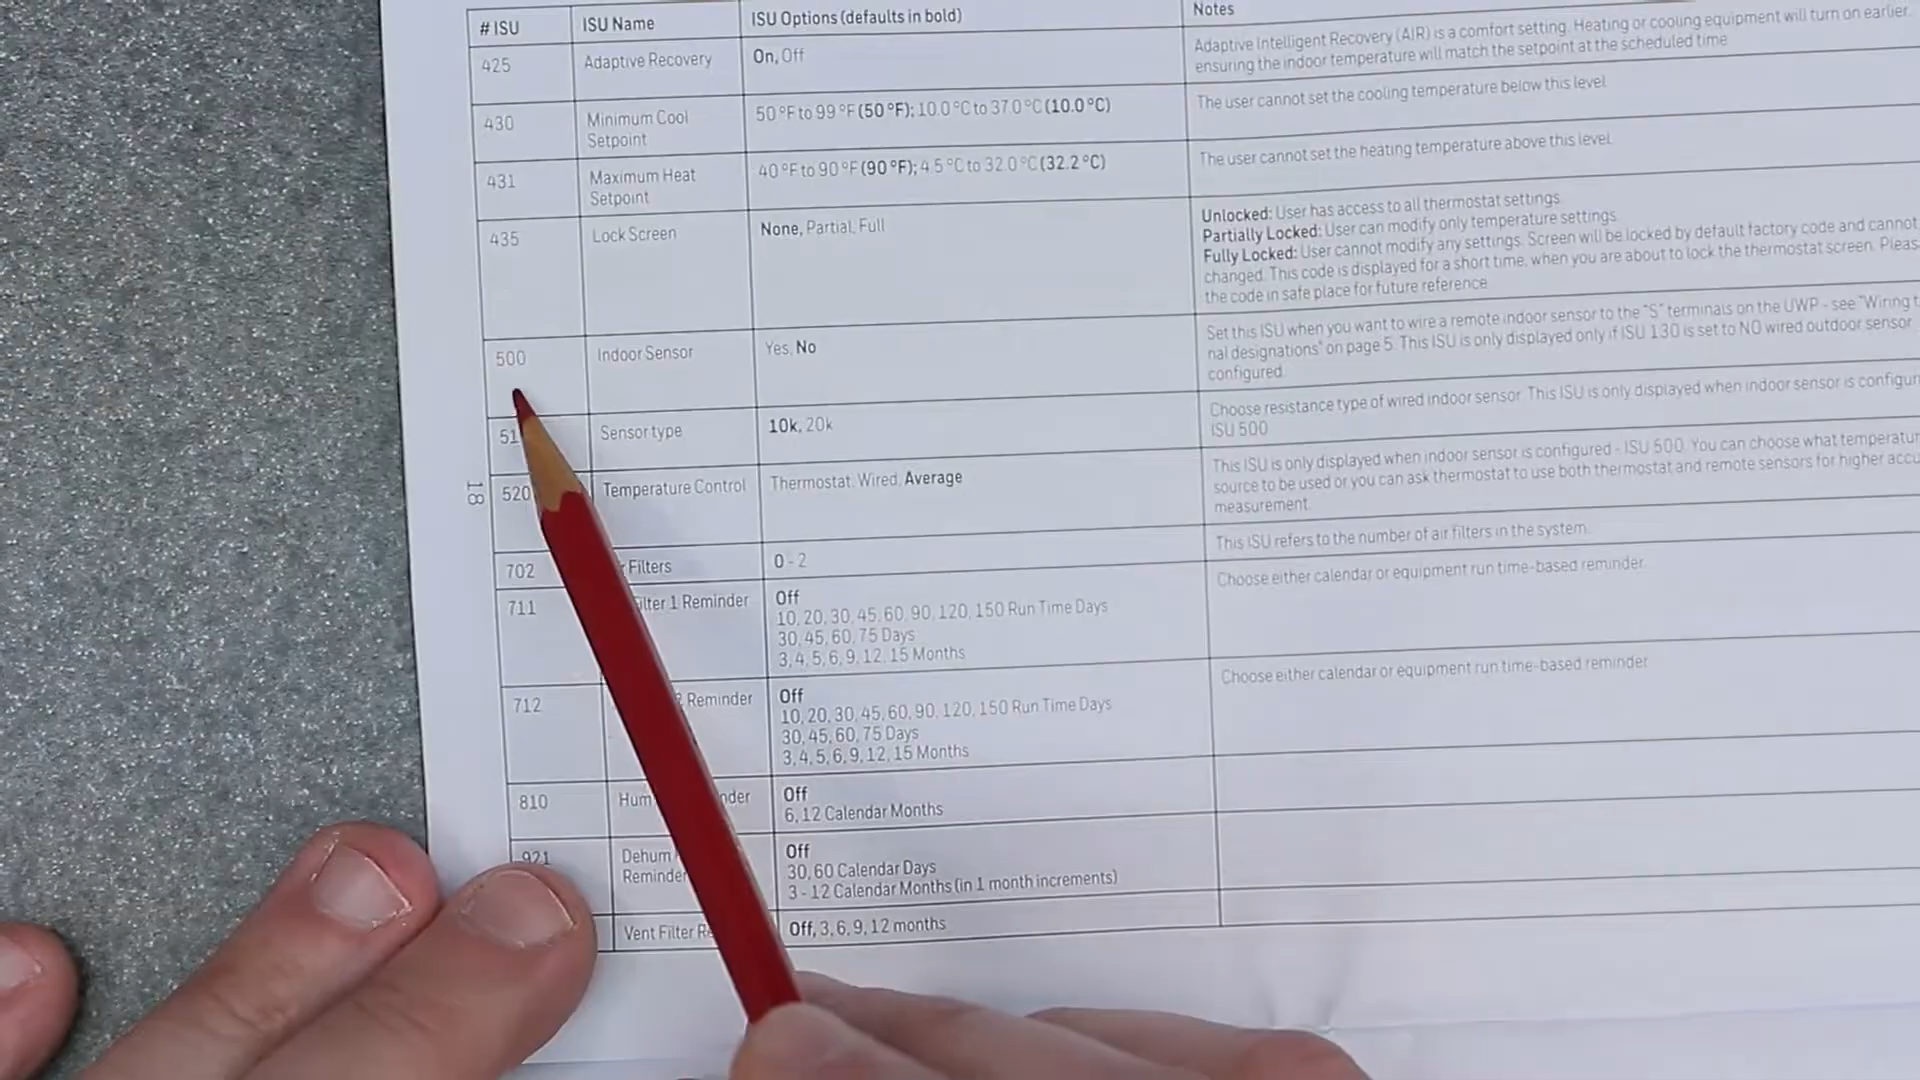 # ISU ISU Name ISU Options (defaults in bold) Notes
425 Adaptive Recovery On, Off Adaptive Intelligent Recovery (AIR) is a comfort setting. Heating or cooling equipment will turn on earlier,
ensuring the indoor temperature will match the setpoint at the scheduled time
430 Minimum Cool 50 °F to 99 °F (50 °F); 10.0 °C to 37.0 °C (10.0 °C) The user cannot set the cooling temperature below this level.
Setpoint
431 Maximum Heat 40 °F to 90 °F (90 °F); 4.5 °C to 32.0 °C (32.2 °C) The user cannot set the heating temperature above this level.
Setpoint
435 Lock Screen None, Partial, Full Unlocked: User has access to all thermostat settings.
Partially Locked: User can modify only temperature settings.
Fully Locked: User cannot modify any settings. Screen will be locked by default factory code and cannot
changed. This code is displayed for a short time, when you are about to lock the thermostat screen.
the code in safe place for future reference
500 Indoor Sensor Yes, No Set this ISU when you want to wire a remote indoor sensor to the "S" terminals on the UWP - see "Wiring
nal designations" on page 5. This ISU is only displayed only if ISU 130 is set to NO wired outdoor sensor
configured.
Sensor type 10k, 20k Choose resistance type of wired indoor sensor. This ISU is only displayed when indoor sensor is
ISU 500
520 Temperature Control Thermostat, Wired, Average This ISU is only displayed when indoor sensor is configured - ISU 500. You can choose what
source to be used or you can ask thermostat to use both thermostat and remote sensors for higher
measurement.
702 Filters 0 - 2 This ISU refers to the number of air filters in the system.
711 1 Reminder Off Choose either calendar or equipment run time-based reminder.
10, 20, 30, 45, 60, 90, 120, 150 Run Time Days
30, 45, 60, 75 Days
3, 4, 5, 6, 9, 12, 15 Months
712 Reminder Off Choose either calendar or equipment run time-based reminder.
10, 20, 30, 45, 60, 90, 120, 150 Run Time Days
30, 45, 60, 75 Days
3, 4, 5, 6, 9, 12, 15 Months
810 Hum Off
6, 12 Calendar Months
921 Dehum Off
Reminder 30, 60 Calendar Days
3 - 12 Calendar Months (in 1 month increments)
Vent Filter Off, 3, 6, 9, 12 months
18